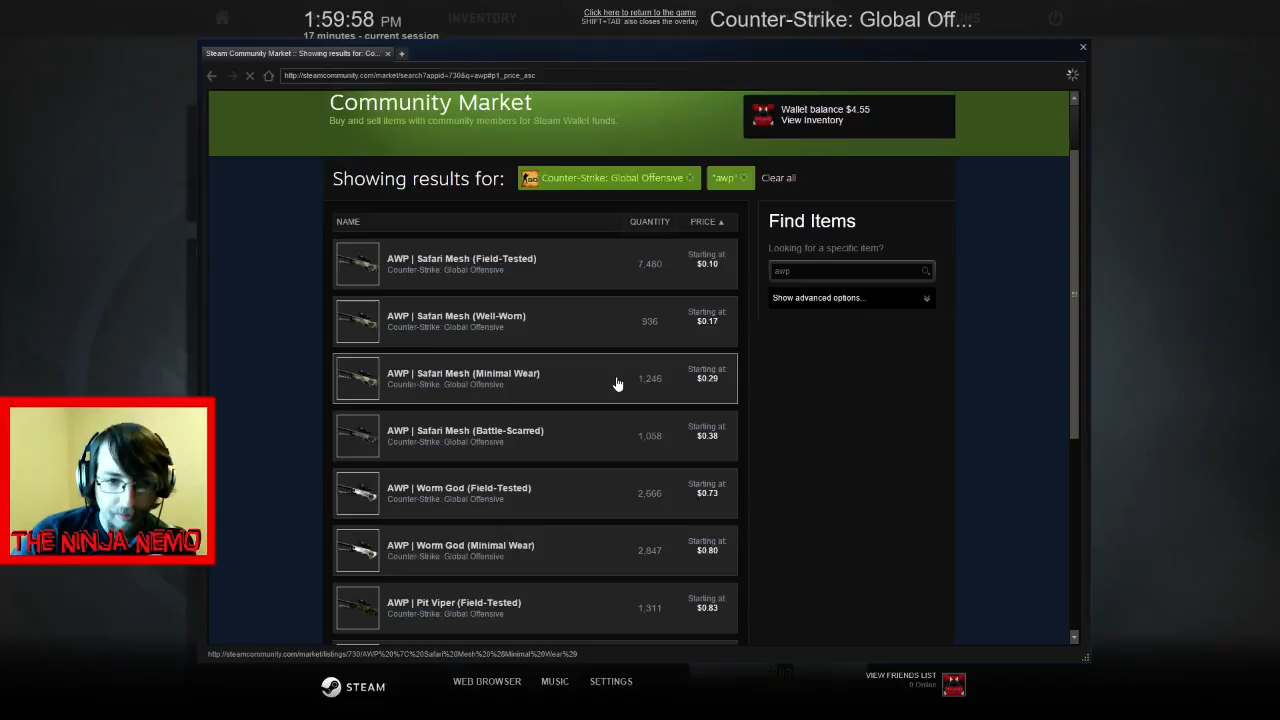 INVENTORY
1:59:58 PM
17 minutes - current session
Click here to return to the game
SHIFT+TAB also closes the overlay
Counter-Strike: Global Off...
Steam Community Market :: Showing results for: Co...
http://steamcommunity.com/market/search?appid=730&q=awp#p1_price_asc
Community Market
Buy and sell items with community members for Steam Wallet funds.
Wallet balance $4.55
View Inventory
Showing results for:
Counter-Strike: Global Offensive
"awp"
Clear all
NAME QUANTITY PRICE ▲
AWP | Safari Mesh (Field-Tested)
Counter-Strike: Global Offensive
7,480
Starting at:
$0.10
AWP | Safari Mesh (Well-Worn)
Counter-Strike: Global Offensive
936
Starting at:
$0.17
AWP | Safari Mesh (Minimal Wear)
Counter-Strike: Global Offensive
1,246
Starting at:
$0.29
AWP | Safari Mesh (Battle-Scarred)
Counter-Strike: Global Offensive
1,058
Starting at:
$0.38
AWP | Worm God (Field-Tested)
Counter-Strike: Global Offensive
2,666
Starting at:
$0.73
AWP | Worm God (Minimal Wear)
Counter-Strike: Global Offensive
2,847
Starting at:
$0.80
AWP | Pit Viper (Field-Tested)
Counter-Strike: Global Offensive
1,311
Starting at:
$0.83
Find Items
Looking for a specific item?
awp
Show advanced options...
THE NINJA NEMO
http://steamcommunity.com/market/listings/730/AWP%20%7C%20Safari%20Mesh%20%28Minimal%20Wear%29
STEAM
WEB BROWSER
MUSIC
SETTINGS
VIEW FRIENDS LIST
0 Online